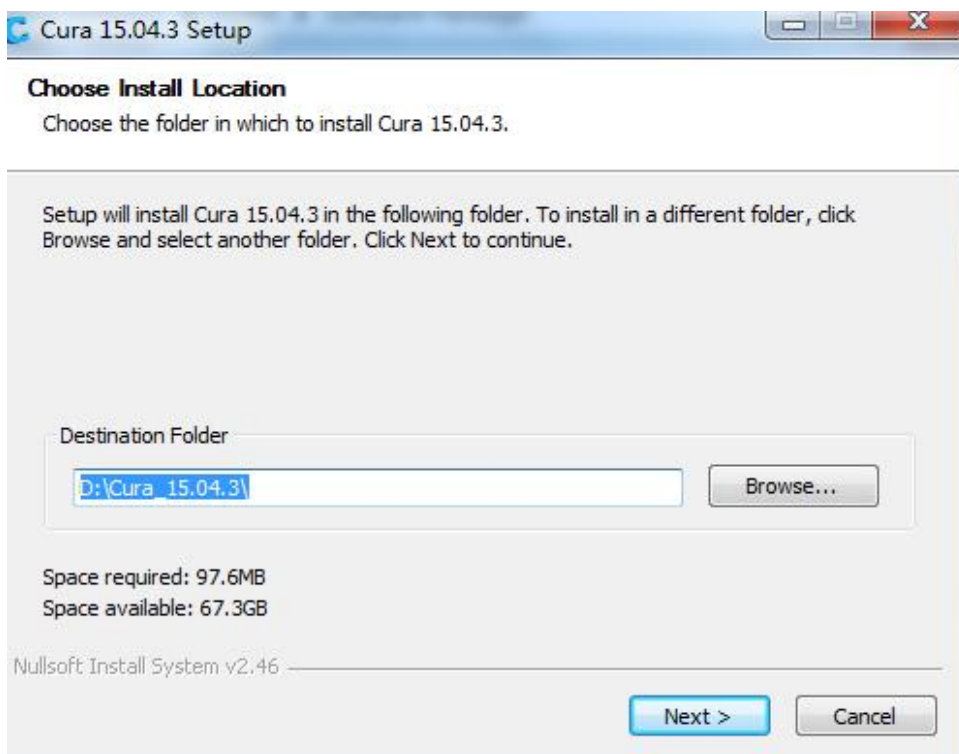 Cura 15.04.3 Setup
Choose Install Location
Choose the folder in which to install Cura 15.04.3.
Setup will install Cura 15.04.3 in the following folder. To install in a different folder, click
Browse and select another folder. Click Next to continue.
Destination Folder
D:\Cura_15.04.3\
Browse...
Space required: 97.6MB
Space available: 67.3GB
Nullsoft Install System v2.46
Next >
Cancel